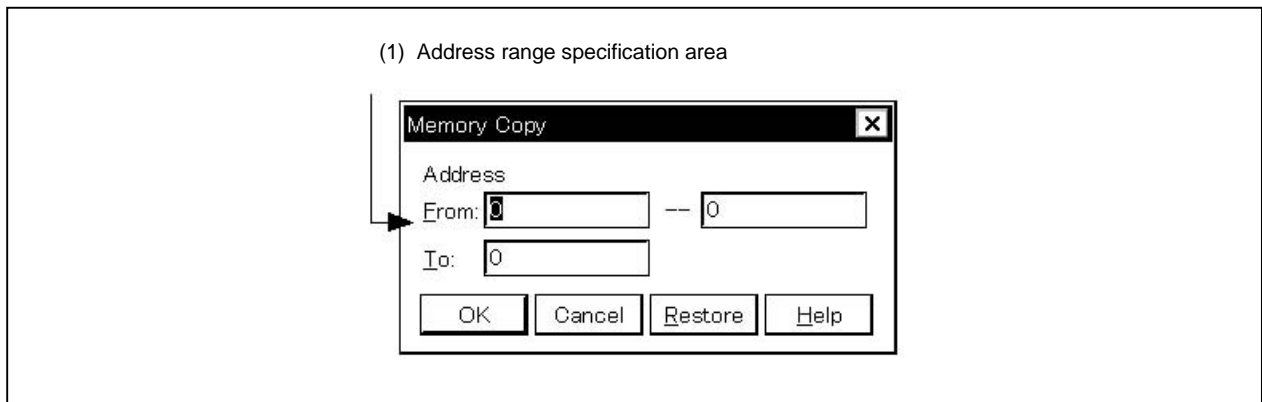 (1) Address range specification area
Memory Copy
Address
From: 0 -- 0
To: 0
OK Cancel Restore Help